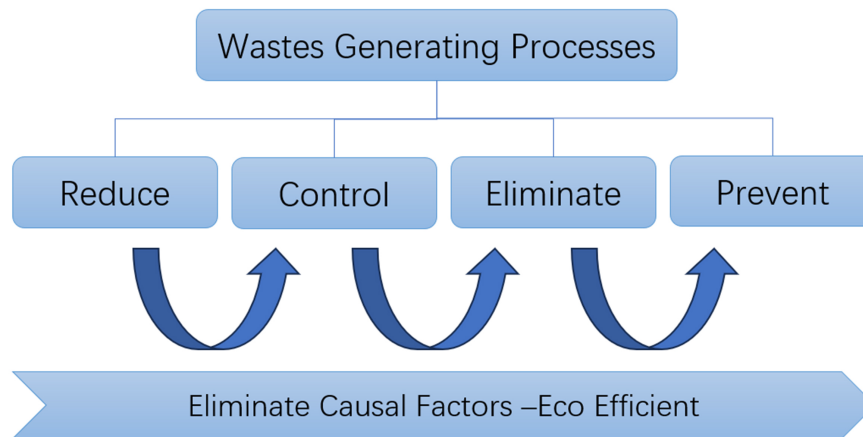 Wastes Generating Processes
Reduce
Control
Eliminate
Prevent
Eliminate Causal Factors –Eco Efficient